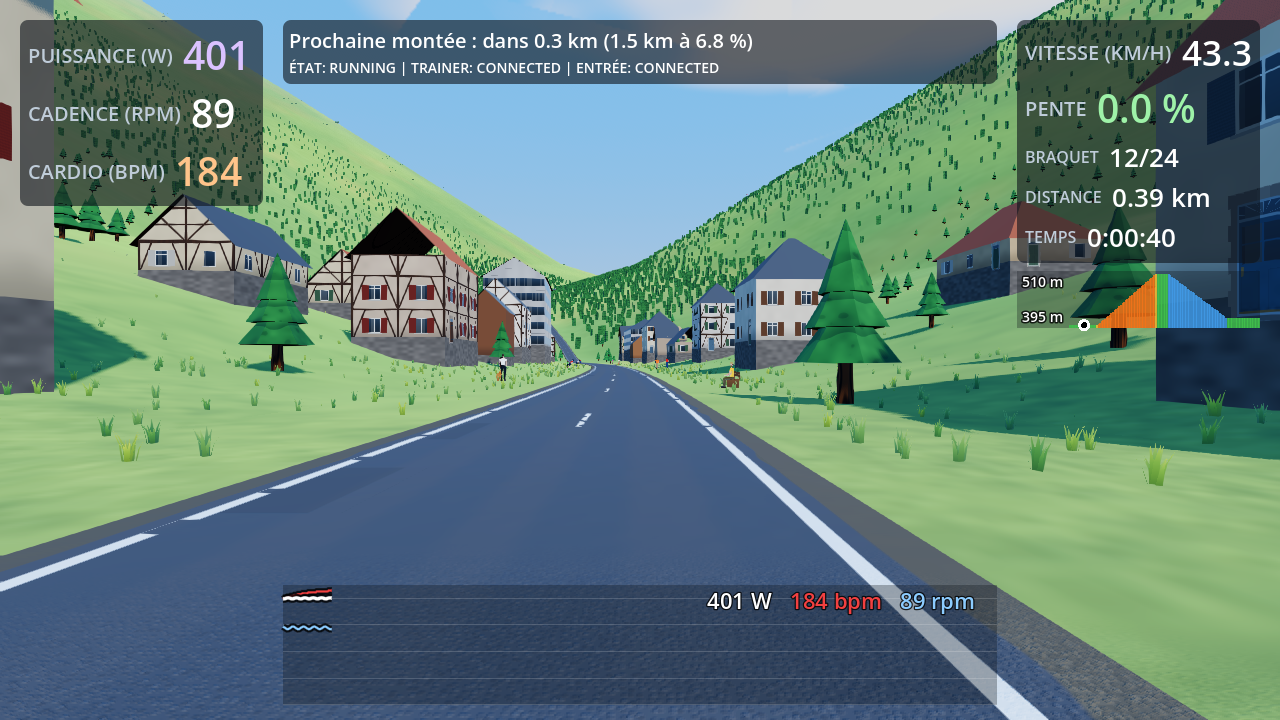 PUISSANCE (W) 401
CADENCE (RPM) 89
CARDIO (BPM) 184
Prochaine montée : dans 0.3 km (1.5 km à 6.8 %)
ÉTAT: RUNNING | TRAINER: CONNECTED | ENTRÉE: CONNECTED
VITESSE (KM/H) 43.3
PENTE 0.0 %
BRAQUET 12/24
DISTANCE 0.39 km
TEMPS 0:00:40
510 m
395 m
401 W 184 bpm 89 rpm